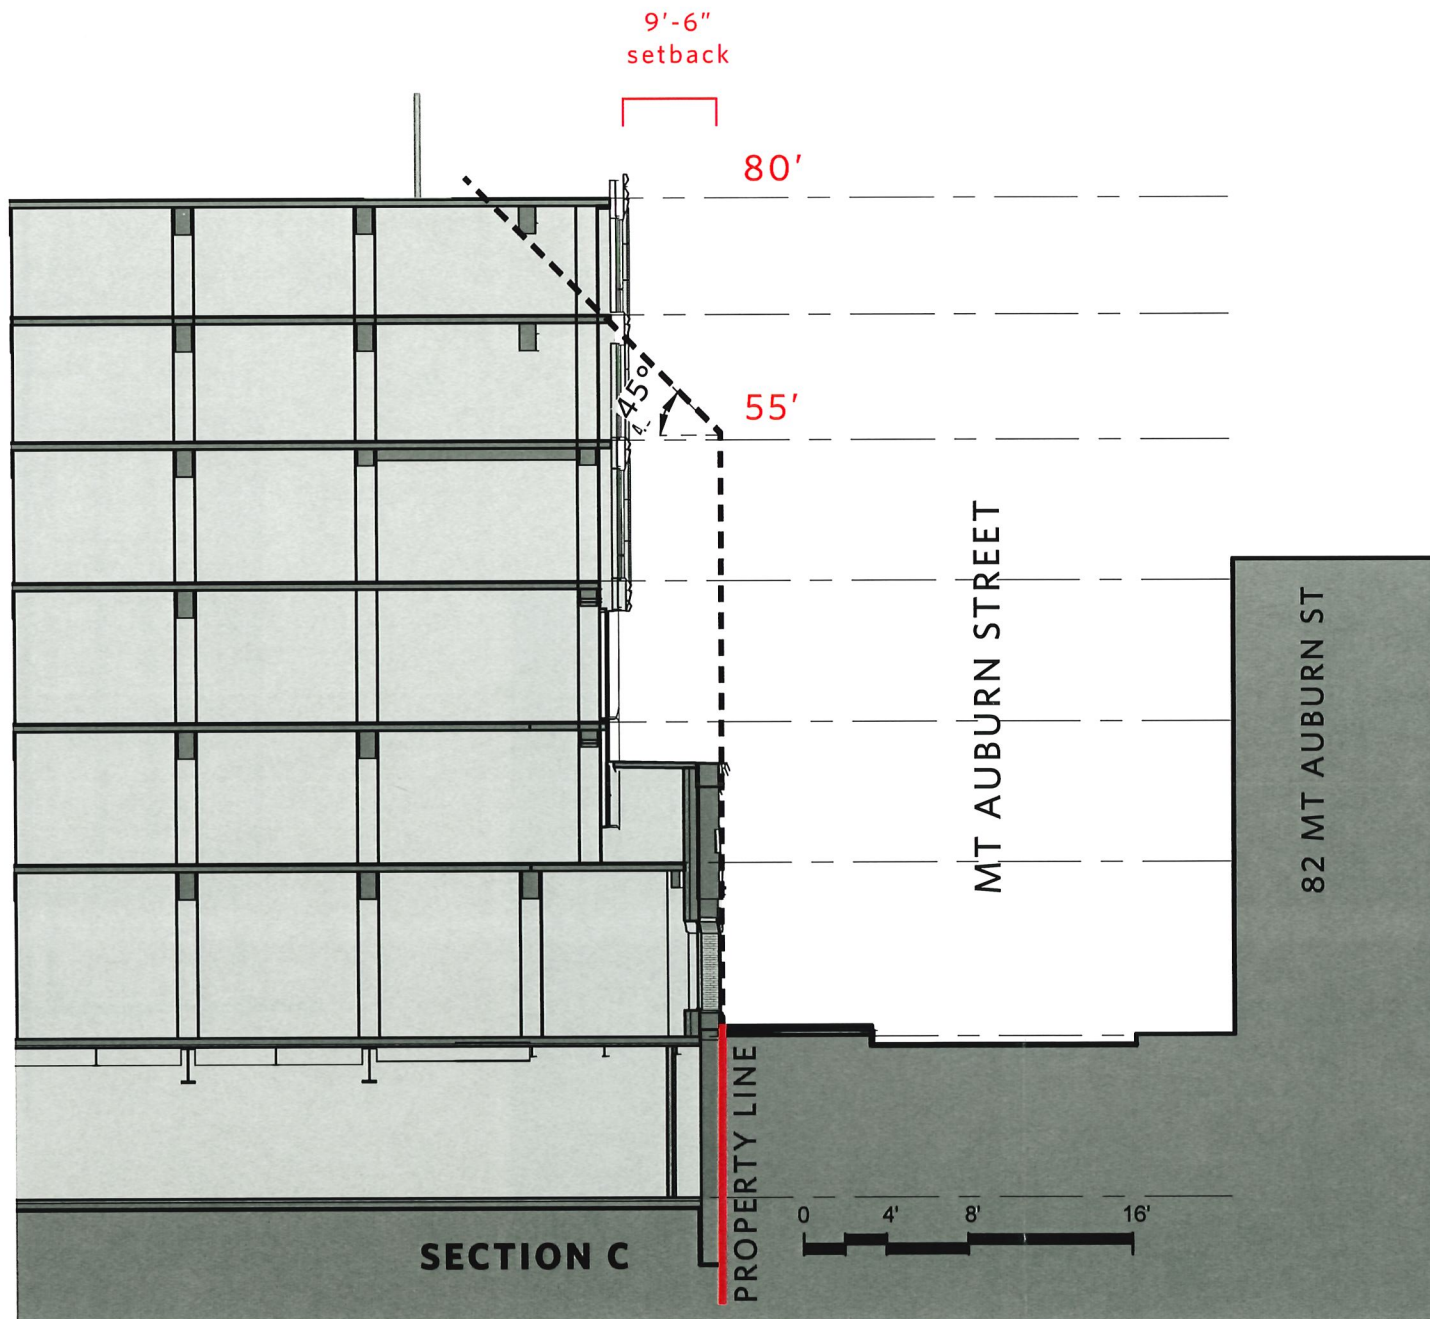 9'-6"
setback
80'
55'
45°
MT AUBURN STREET
82 MT AUBURN ST
PROPERTY LINE
0 4' 8' 16'
SECTION C